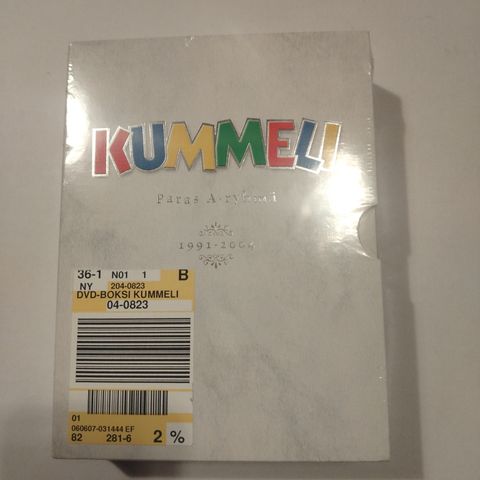 KUMMELI
Paras A-ryhmä
1991-2004
36-1 N01 1 B
NY 204-0823
DVD-BOKSI KUMMELI
04-0823
01
060607-031444 EF
82 281-6 2 %